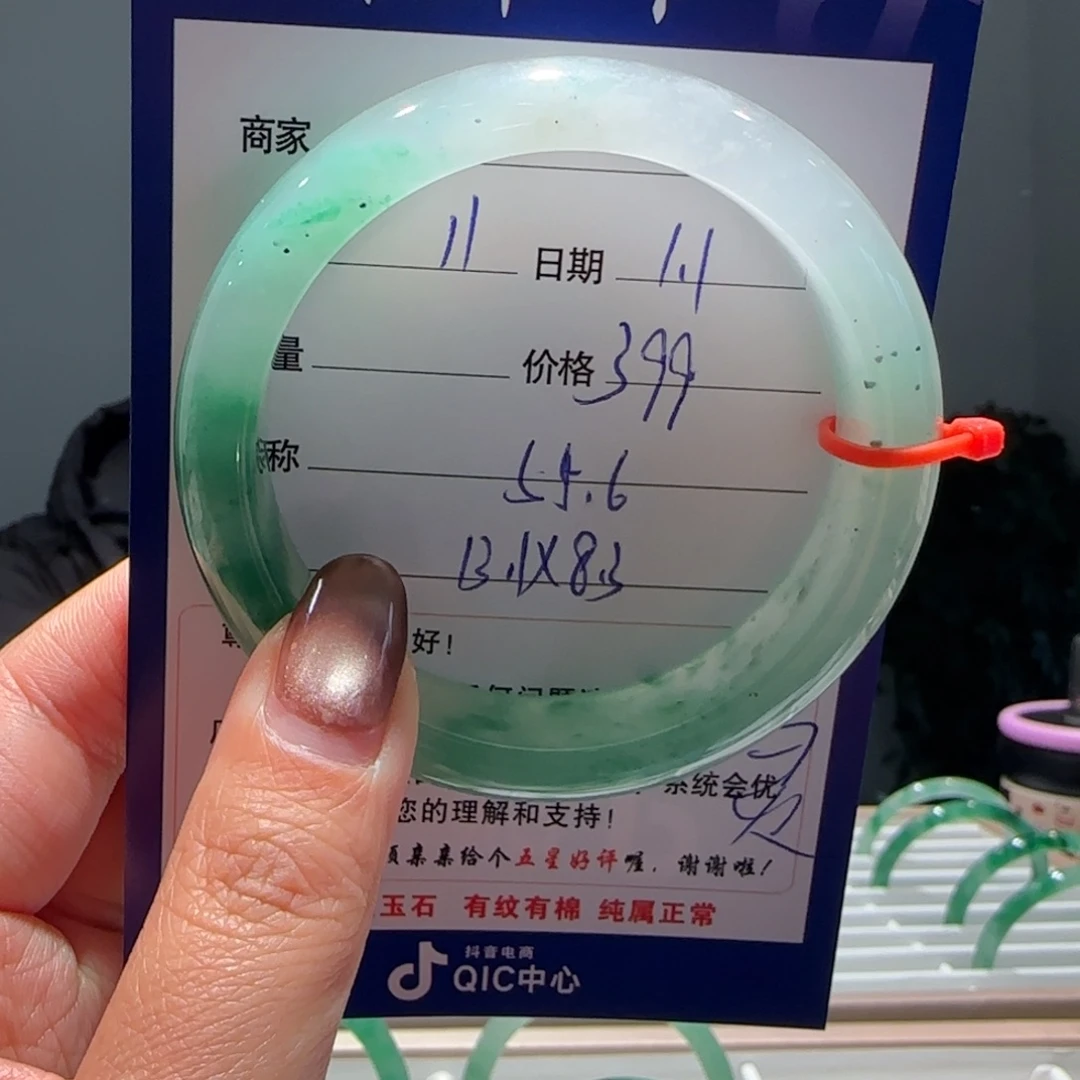 商家
11 日期 1.1
量 价格 399
称 55.6
13.1X8.3
好！
系统会优
您的理解和支持！
亲亲给个五星好评喔，谢谢啦！
玉石 有纹有棉 纯属正常
抖音电商
QIC中心